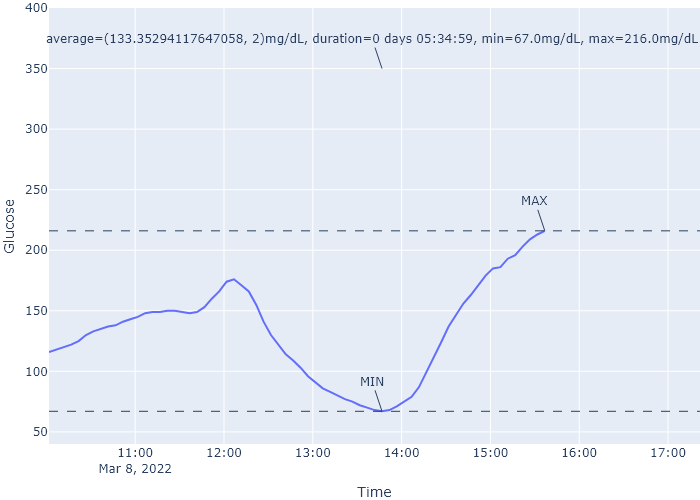 400
average=(133.35294117647058, 2)mg/dL, duration=0 days 05:34:59, min=67.0mg/dL, max=216.0mg/dL
350
300
250
MAX
200
150
100
MIN
50
Glucose
11:00 12:00 13:00 14:00 15:00 16:00 17:00
Mar 8, 2022
Time